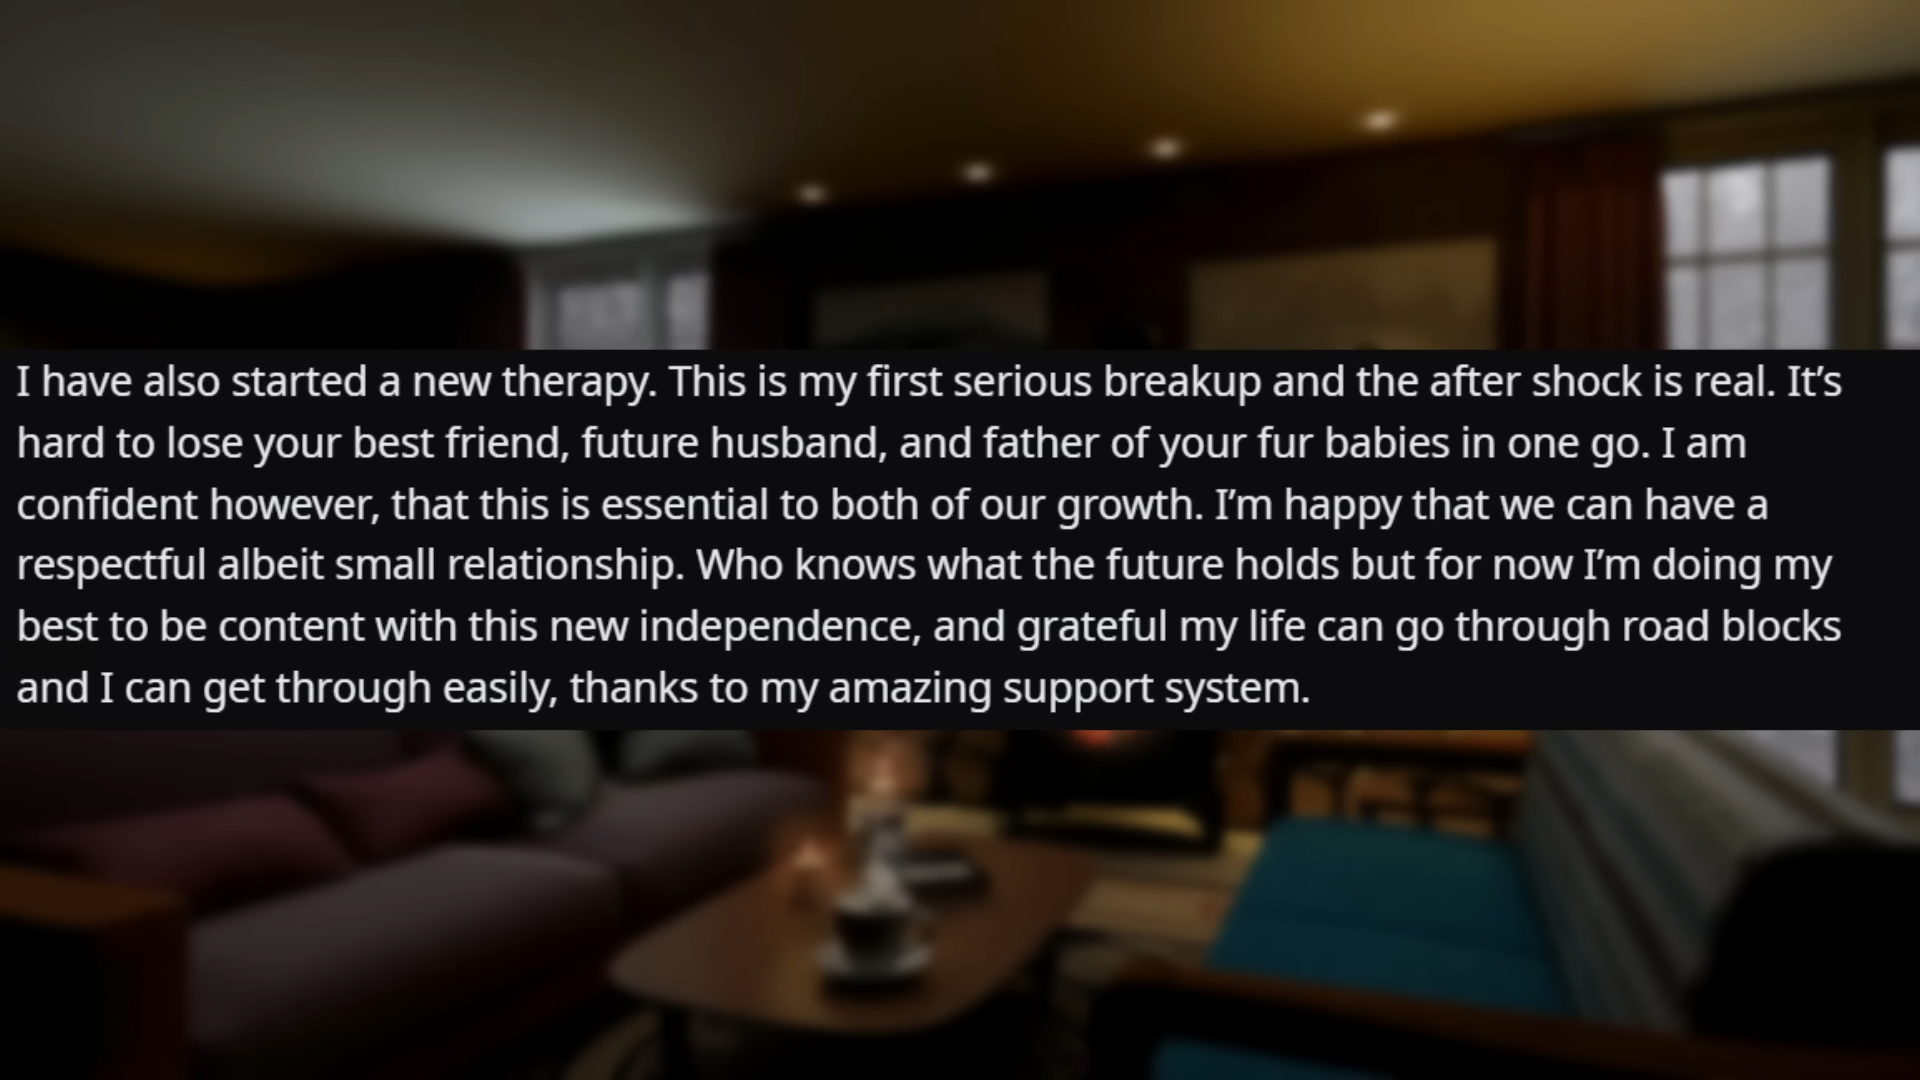 I have also started a new therapy. This is my first serious breakup and the after shock is real. It’s
hard to lose your best friend, future husband, and father of your fur babies in one go. I am
confident however, that this is essential to both of our growth. I’m happy that we can have a
respectful albeit small relationship. Who knows what the future holds but for now I’m doing my
best to be content with this new independence, and grateful my life can go through road blocks
and I can get through easily, thanks to my amazing support system.